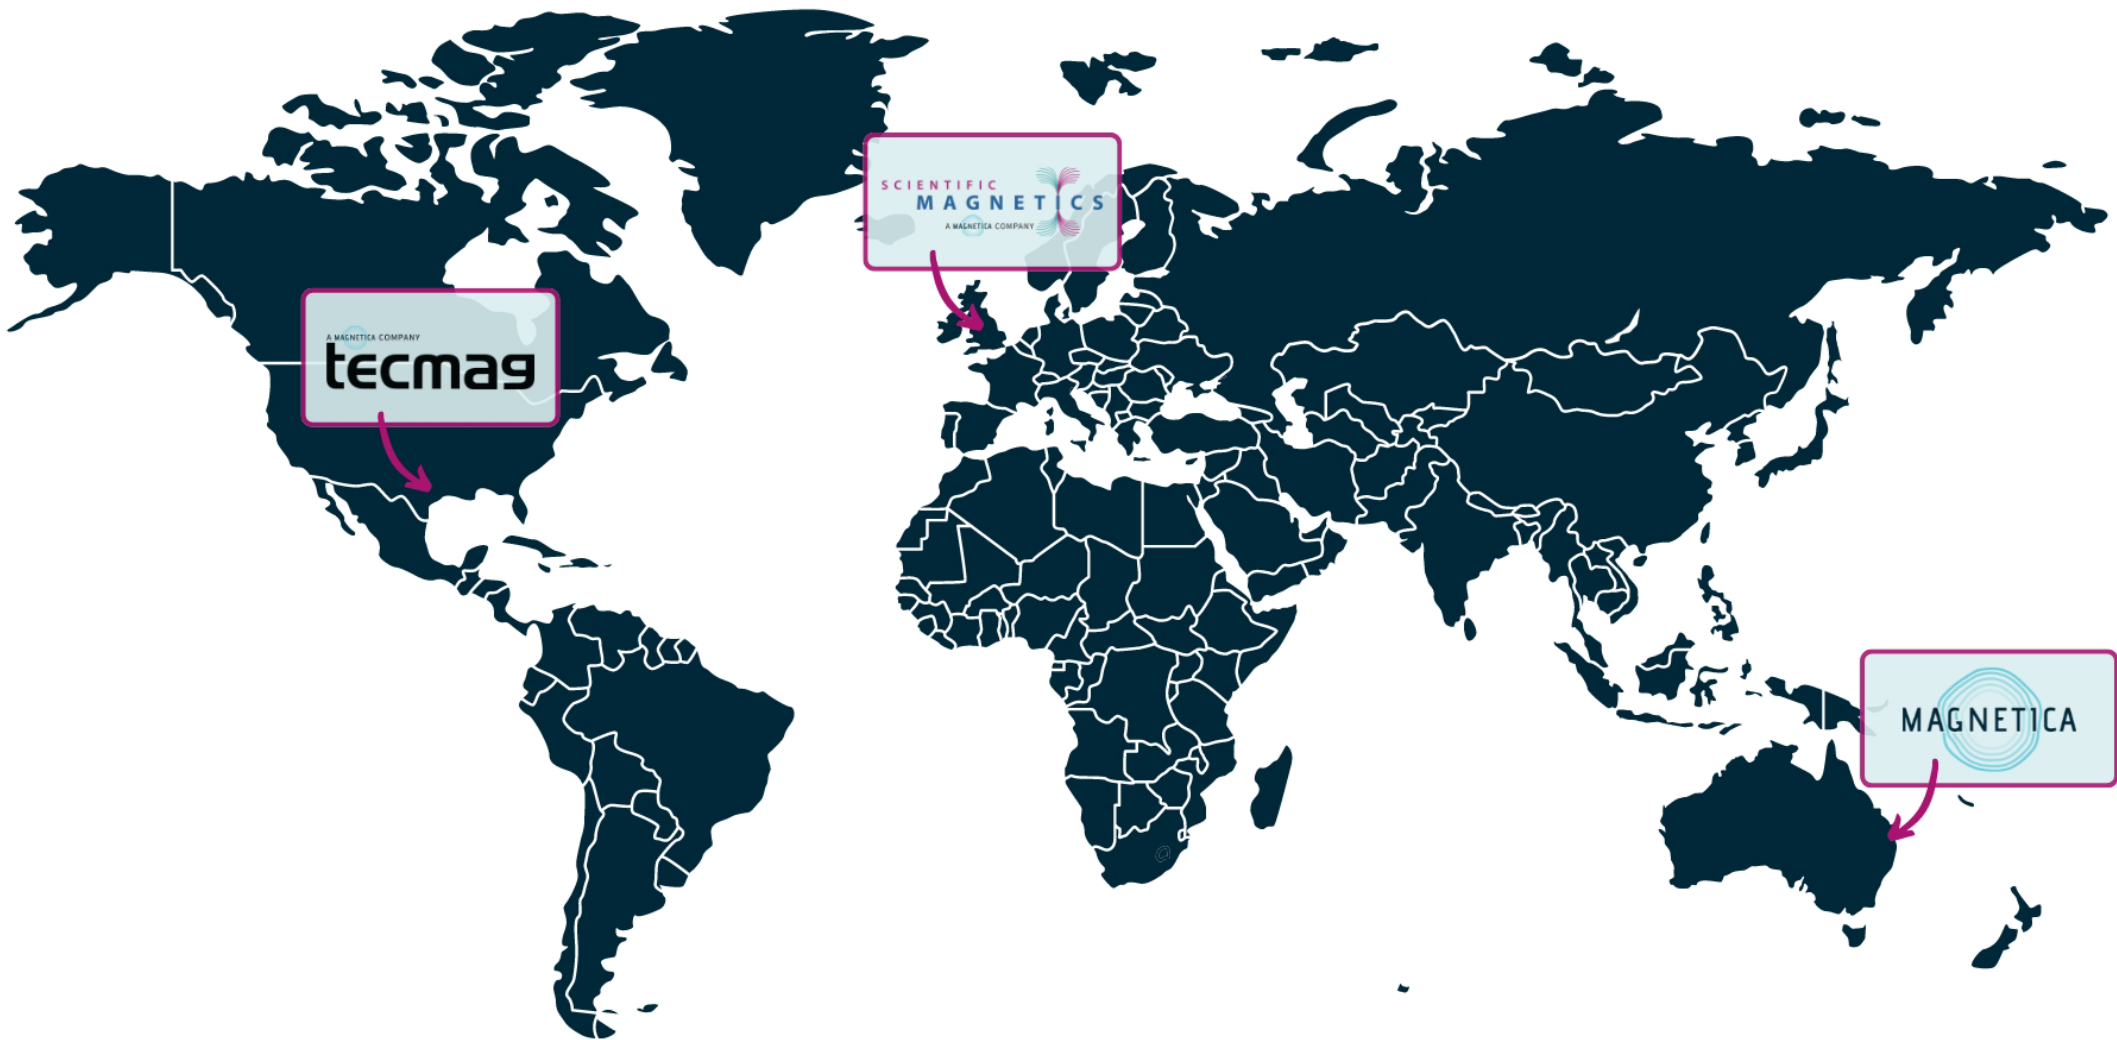 SCIENTIFIC
MAGNETICS
A MAGNETICA COMPANY
A MAGNETICA COMPANY
tecmag
MAGNETICA